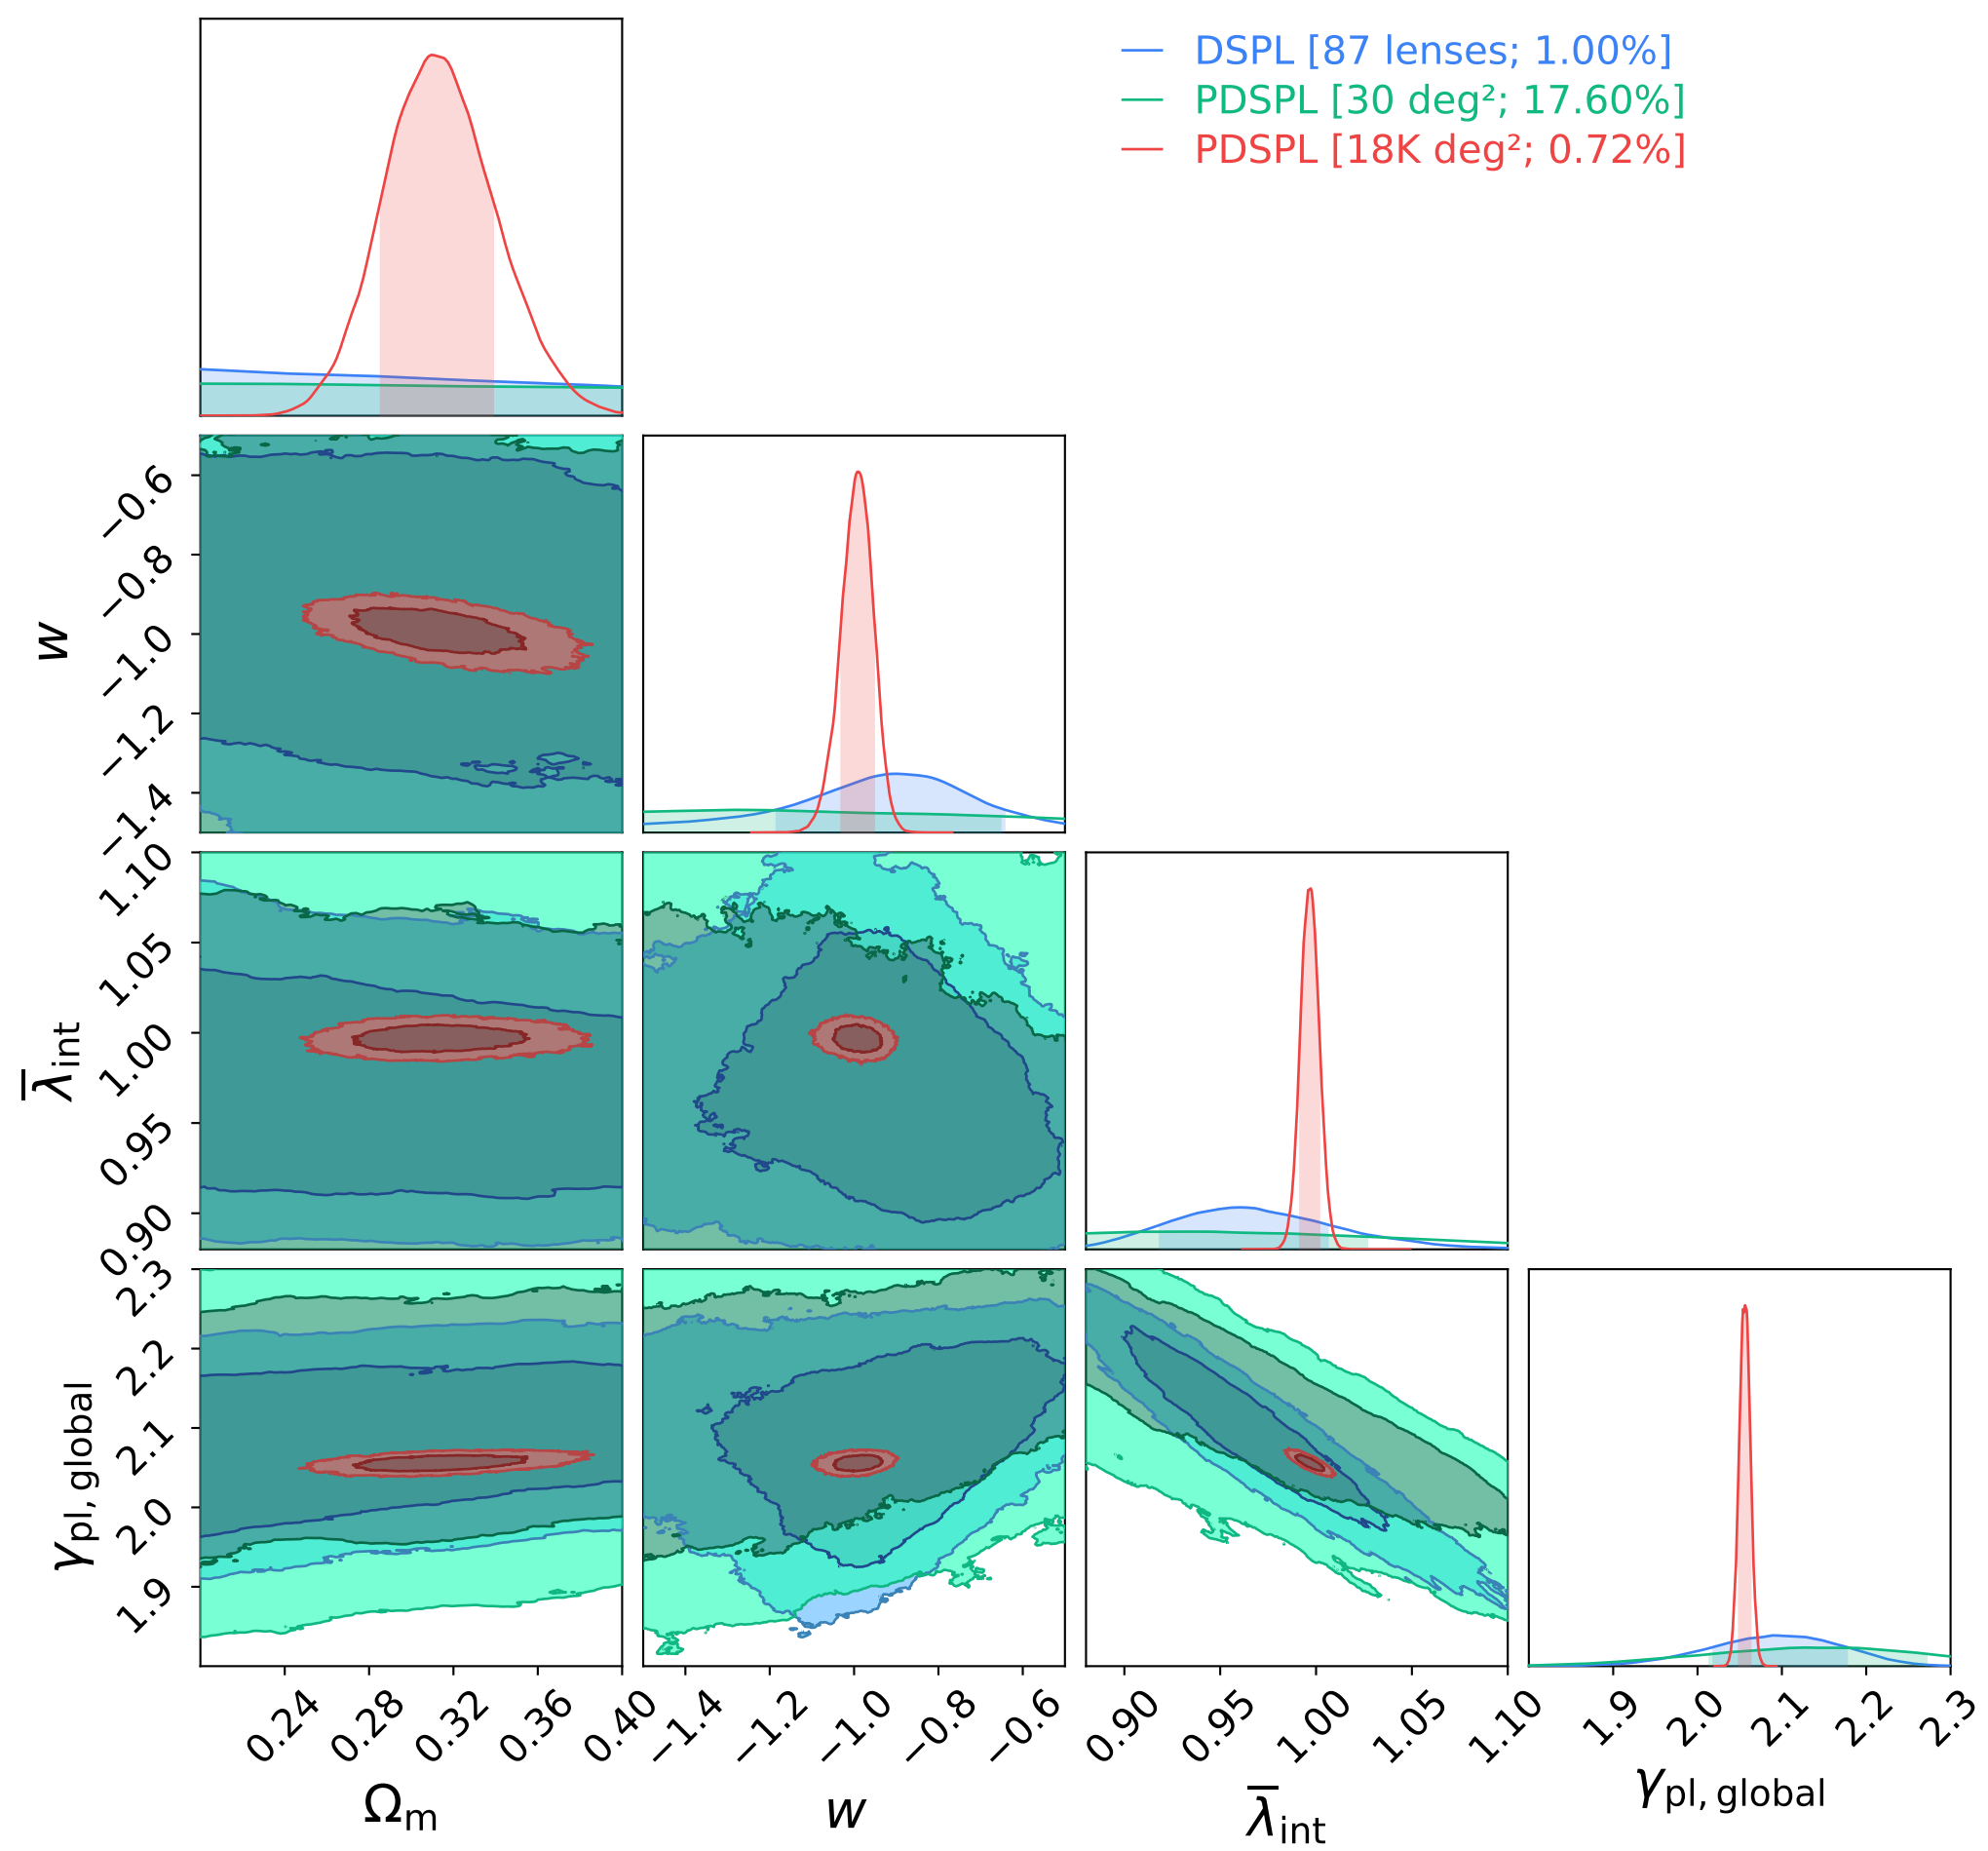 DSPL [87 lenses; 1.00%]
PDSPL [30 deg²; 17.60%]
PDSPL [18K deg²; 0.72%]
−0.6
−0.8
−1.0
−1.2
−1.4
w
1.10
1.05
1.00
0.95
0.90
λ̅int
2.3
2.2
2.1
2.0
1.9
γpl, global
0.24 0.28 0.32 0.36 0.40
−1.4 −1.2 −1.0 −0.8 −0.6
0.90 0.95 1.00 1.05 1.10
1.9 2.0 2.1 2.2 2.3
Ωm
w
λ̅int
γpl, global